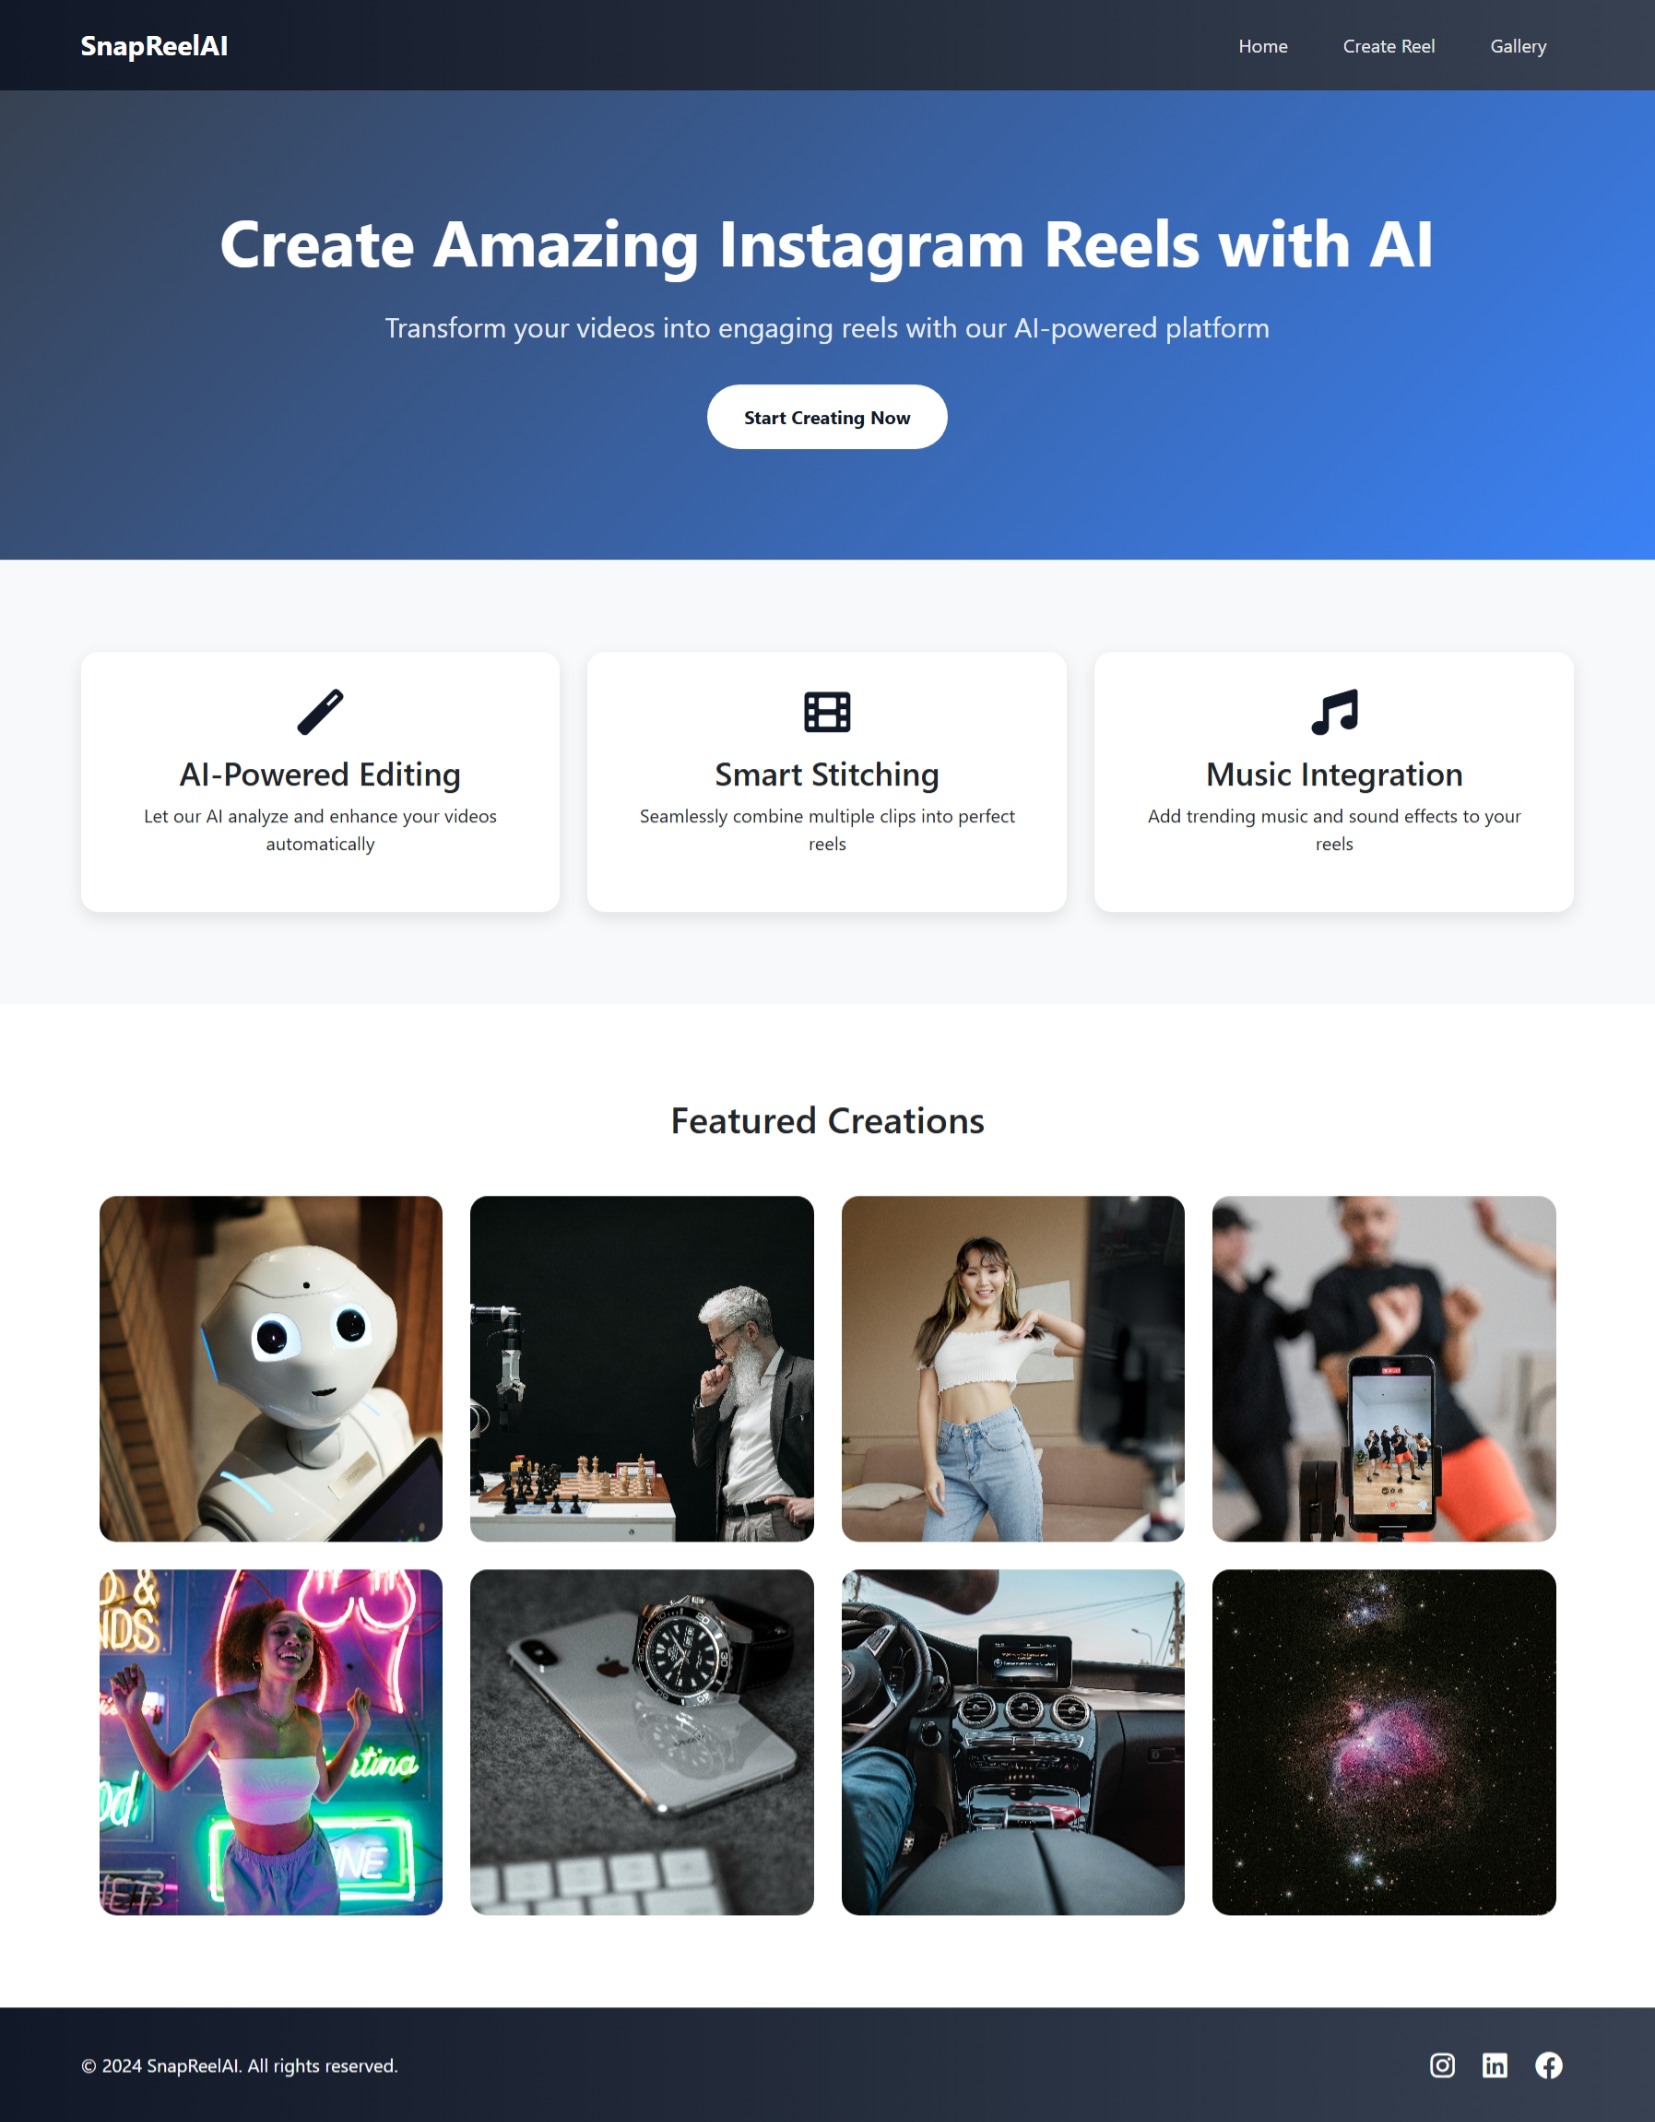 SnapReelAI
Home
Create Reel
Gallery
Create Amazing Instagram Reels with AI
Transform your videos into engaging reels with our AI-powered platform
Start Creating Now
AI-Powered Editing
Let our AI analyze and enhance your videos
automatically
Smart Stitching
Seamlessly combine multiple clips into perfect
reels
Music Integration
Add trending music and sound effects to your
reels
Featured Creations
© 2024 SnapReelAI. All rights reserved.